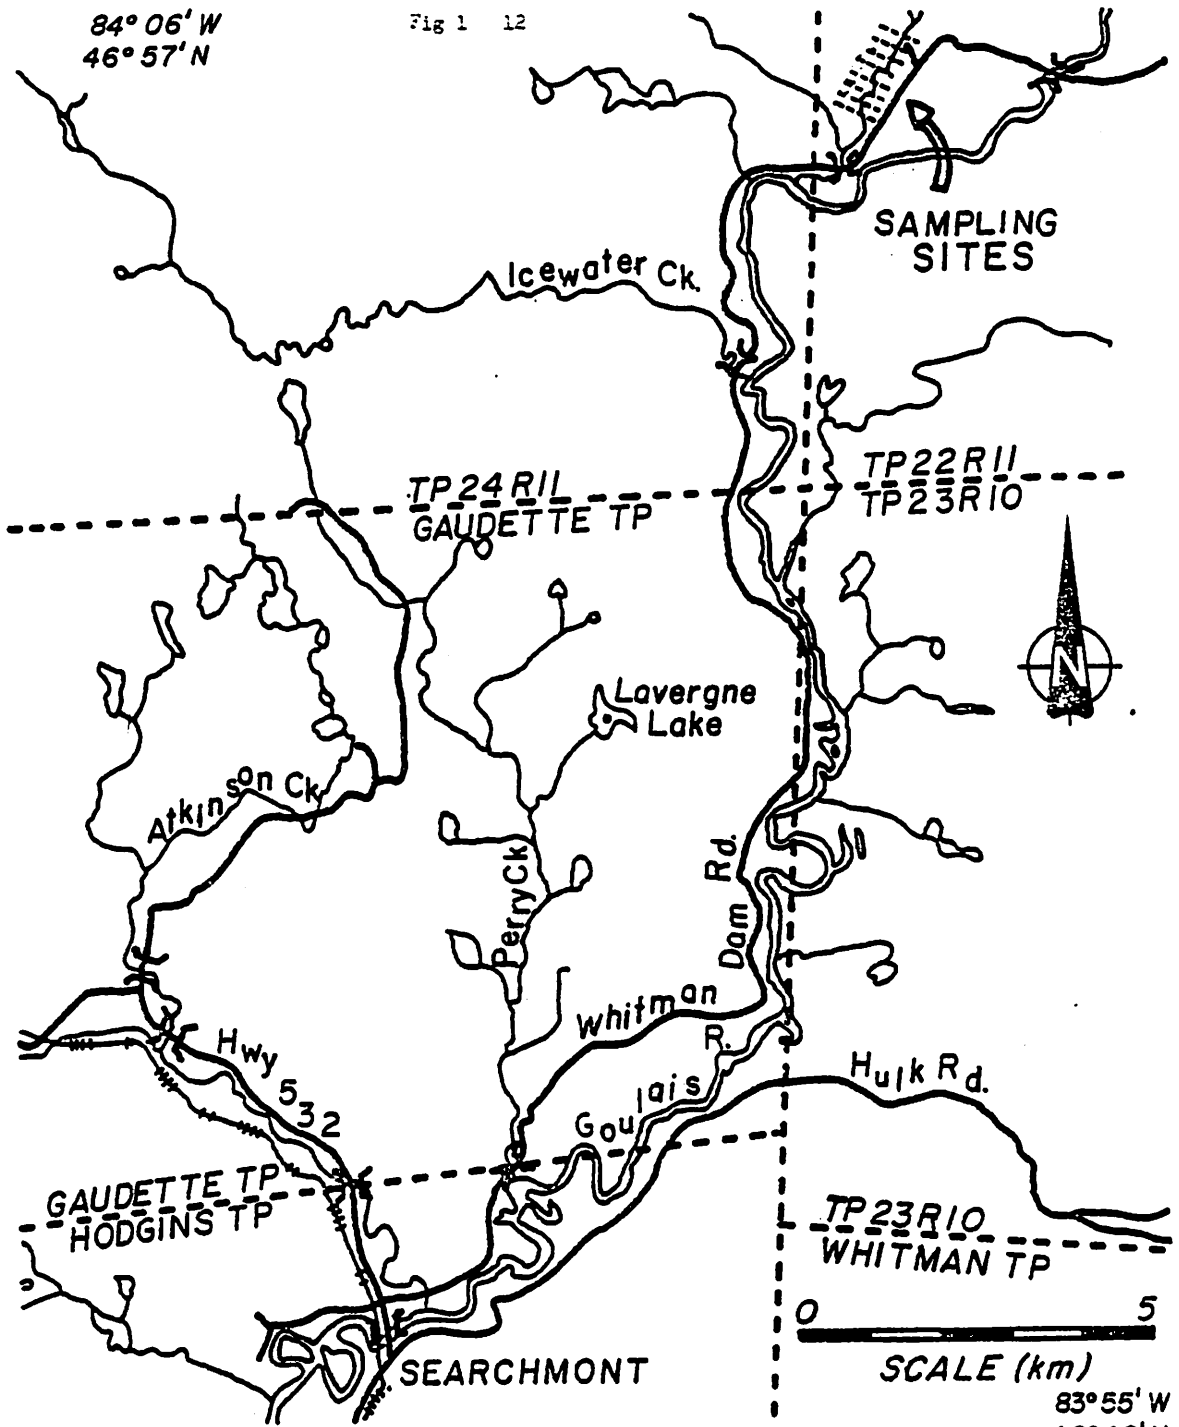 84° 06' W
46° 57' N
Fig 1 12
SAMPLING
SITES
Icewater Ck.
TP 24 R11
GAUDETTE TP
TP 22 R11
TP 23 R10
N
Lavergne
Lake
Atkinson Ck
Perry Ck
Whitman Dam Rd.
Goulais R.
Hulk Rd.
Hwy 532
GAUDETTE TP
HODGINS TP
TP 23 R10
WHITMAN TP
0 5
SCALE (km)
SEARCHMONT
83° 55' W